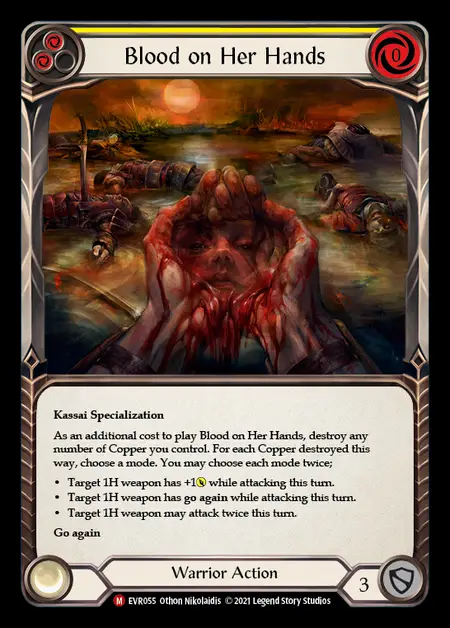 Blood on Her Hands
0
Kassai Specialization
As an additional cost to play Blood on Her Hands, destroy any
number of Copper you control. For each Copper destroyed this
way, choose a mode. You may choose each mode twice;
• Target 1H weapon has +1 while attacking this turn.
• Target 1H weapon has go again while attacking this turn.
• Target 1H weapon may attack twice this turn.
Go again
Warrior Action
3
M EVR055 Othon Nikolaidis © 2021 Legend Story Studios